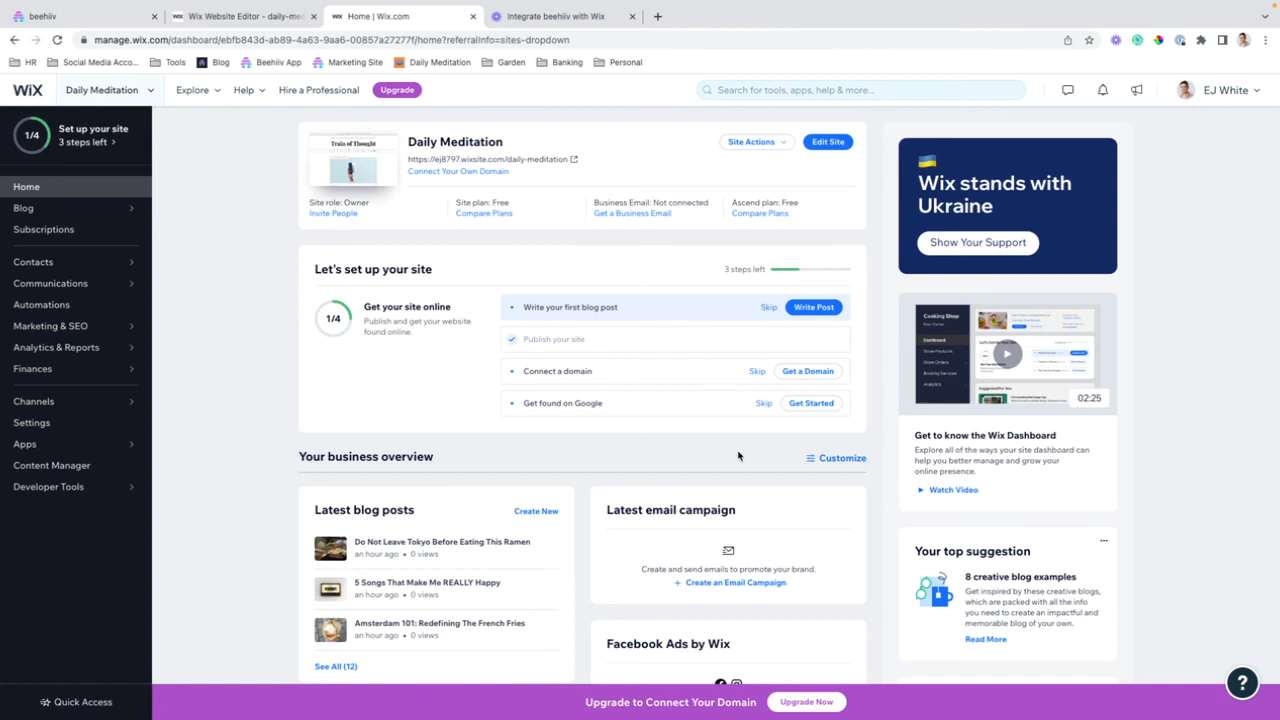 beehiiv
Wix Website Editor - daily-med
Home | Wix.com
Integrate beehiiv with Wix
manage.wix.com/dashboard/ebfb843d-ab89-4a63-9aa6-00857a27277f/home?referralInfo=sites-dropdown
HR
Social Media Acco...
Tools
Blog
Beehiiv App
Marketing Site
Daily Meditation
Garden
Banking
Personal
WIX
Daily Meditation
Explore
Help
Hire a Professional
Upgrade
Search for tools, apps, help & more...
EJ White
1/4
Set up your site
3 steps left >
Home
Blog
Subscriptions
Contacts
Communications
Automations
Marketing & SEO
Analytics & Reports
Finances
Channels
Settings
Apps
Content Manager
Developer Tools
Quick Access
Train of Thought
Daily Meditation
https://ej8797.wixsite.com/daily-meditation
Connect Your Own Domain
Site Actions
Edit Site
Site role: Owner
Invite People
Site plan: Free
Compare Plans
Business Email: Not connected
Get a Business Email
Ascend plan: Free
Compare Plans
Let's set up your site
3 steps left
1/4
Get your site online
Publish and get your website
found online.
Write your first blog post
Skip
Write Post
Publish your site
Connect a domain
Skip
Get a Domain
Get found on Google
Skip
Get Started
Your business overview
Customize
Latest blog posts
Create New
Do Not Leave Tokyo Before Eating This Ramen
an hour ago • 0 views
5 Songs That Make Me REALLY Happy
an hour ago • 0 views
Amsterdam 101: Redefining The French Fries
an hour ago • 0 views
See All (12)
Latest email campaign
Create and send emails to promote your brand.
+ Create an Email Campaign
Facebook Ads by Wix
Wix stands with
Ukraine
Show Your Support
Cooking Shop
Dashboard
02:25
Get to know the Wix Dashboard
Explore all of the ways your site dashboard can
help you better manage and grow your
online presence.
Watch Video
Your top suggestion
8 creative blog examples
Get inspired by these creative blogs,
which are packed with all the info
you need to create an impactful and
memorable blog of your own.
Read More
Upgrade to Connect Your Domain
Upgrade Now
?